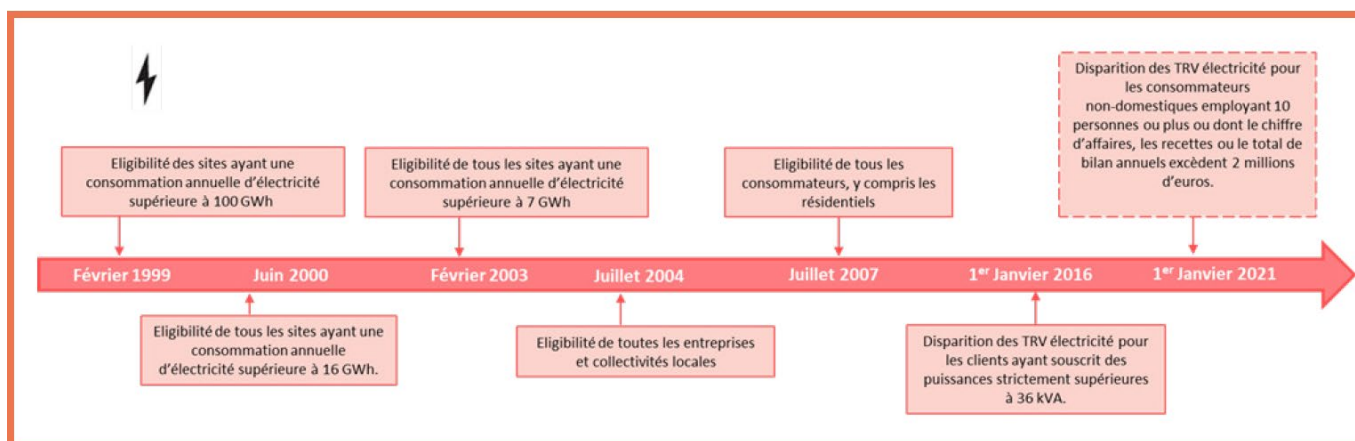 Disparition des TRV électricité pour
les consommateurs
non-domestiques employant 10
personnes ou plus ou dont le chiffre
d'affaires, les recettes ou le total de
bilan annuels excèdent 2 millions
d'euros.
Eligibilité des sites ayant une
consommation annuelle d'électricité
supérieure à 100 GWh
Eligibilité de tous les sites ayant une
consommation annuelle d'électricité
supérieure à 7 GWh
Eligibilité de tous les
consommateurs, y compris les
résidentiels
Février 1999
Juin 2000
Février 2003
Juillet 2004
Juillet 2007
1er Janvier 2016
1er Janvier 2021
Eligibilité de tous les sites ayant une
consommation annuelle
d'électricité supérieure à 16 GWh.
Eligibilité de toutes les entreprises
et collectivités locales
Disparition des TRV électricité pour
les clients ayant souscrit des
puissances strictement supérieures
à 36 kVA.